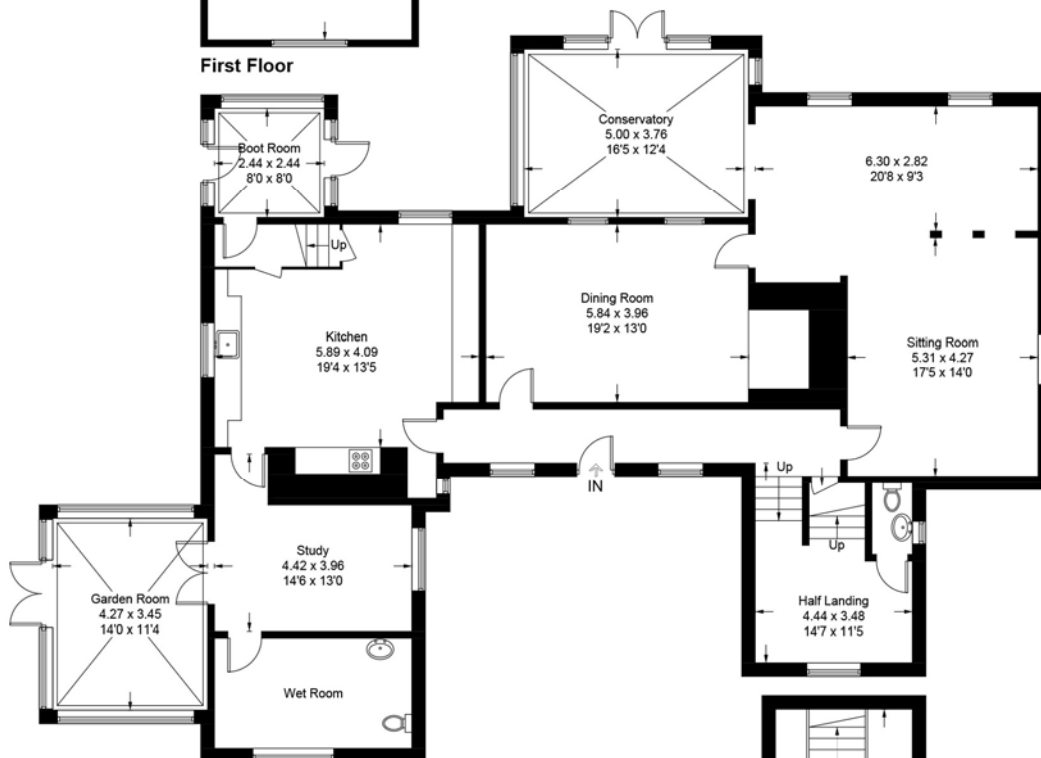 First Floor
Boot Room
2.44 x 2.44
8'0 x 8'0
Conservatory
5.00 x 3.76
16'5 x 12'4
6.30 x 2.82
20'8 x 9'3
Up
Kitchen
5.89 x 4.09
19'4 x 13'5
Dining Room
5.84 x 3.96
19'2 x 13'0
Sitting Room
5.31 x 4.27
17'5 x 14'0
IN
Up
Up
Study
4.42 x 3.96
14'6 x 13'0
Garden Room
4.27 x 3.45
14'0 x 11'4
Half Landing
4.44 x 3.48
14'7 x 11'5
Wet Room